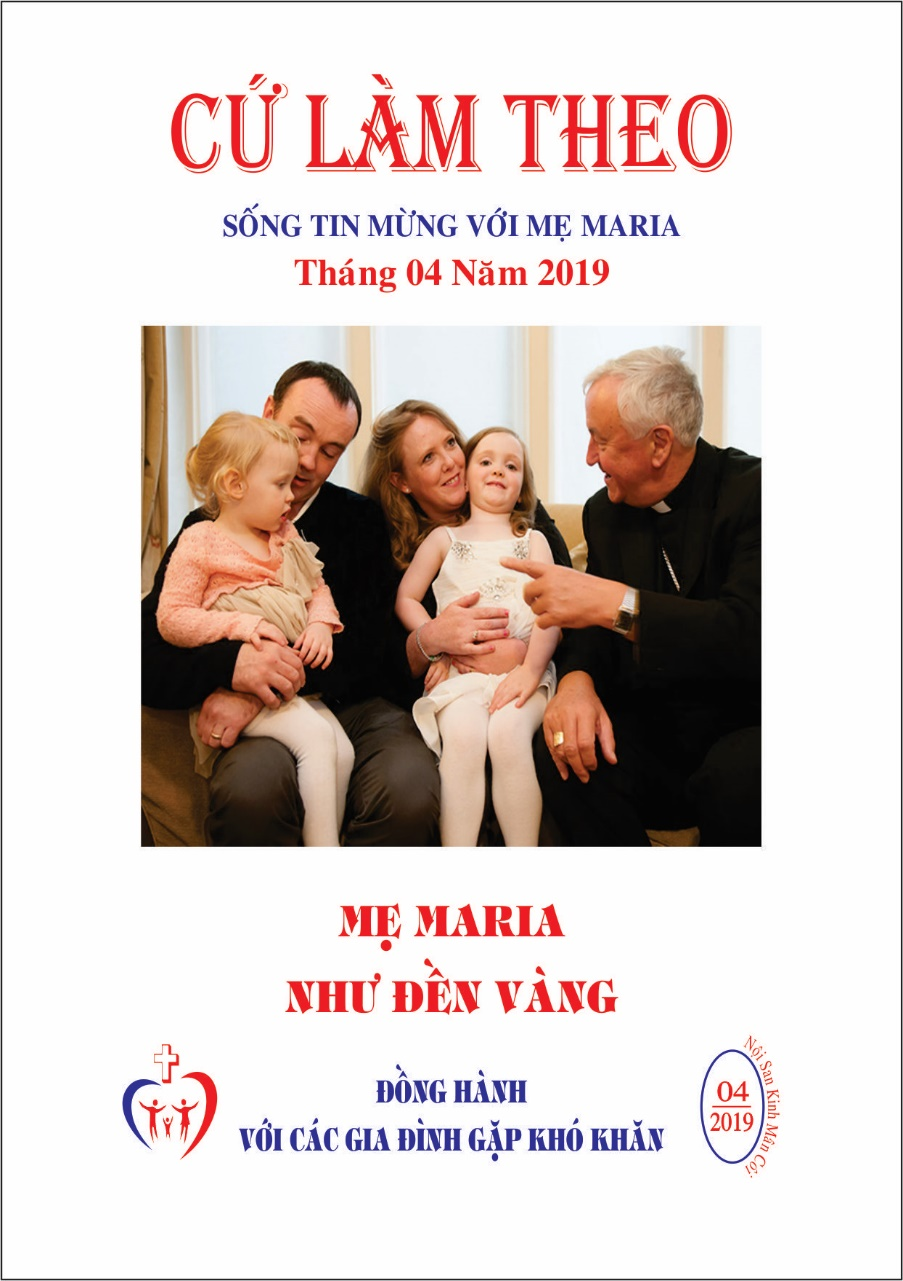 CỨ LÀM THEO
SỐNG TIN MỪNG VỚI MẸ MARIA
Tháng 04 Năm 2019
MẸ MARIA
NHƯ ĐỀN VÀNG
ĐỒNG HÀNH
VỚI CÁC GIA ĐÌNH GẶP KHÓ KHĂN
04
2019
Nội San Kinh Mân Côi